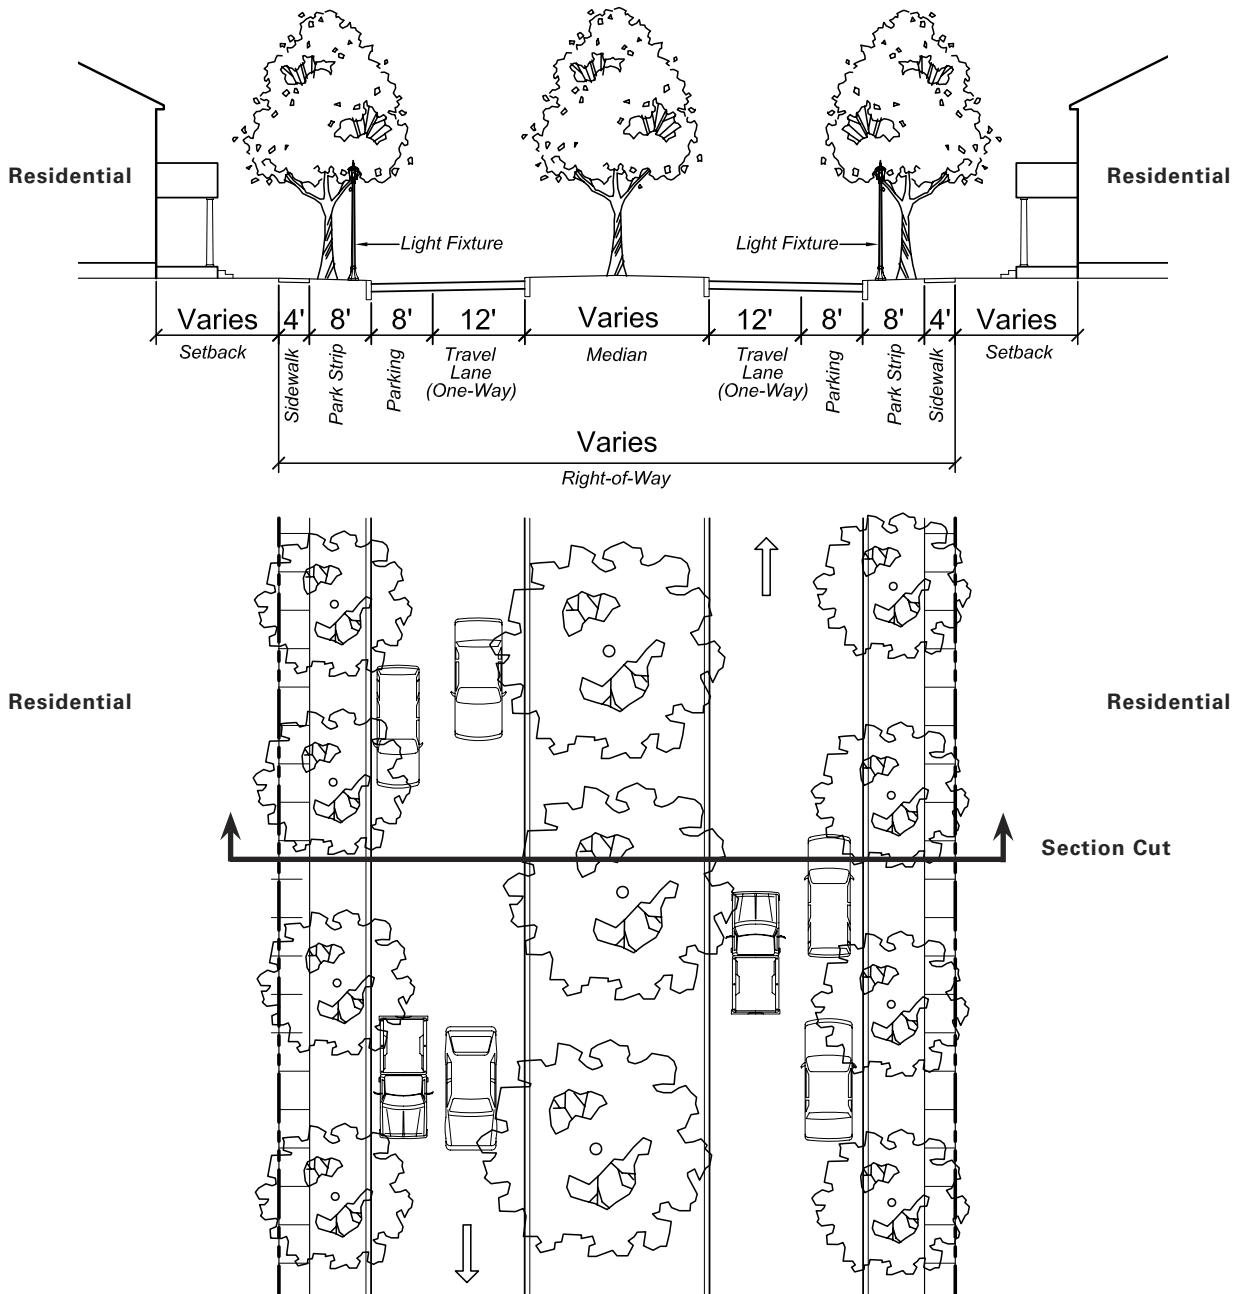 Residential
Residential
Light Fixture
Light Fixture
Varies
4'
8'
8'
12'
Varies
12'
8'
8'
4'
Varies
Setback
Sidewalk
Park Strip
Parking
Travel
Lane
(One-Way)
Median
Travel
Lane
(One-Way)
Parking
Park Strip
Sidewalk
Setback
Varies
Right-of-Way
Residential
Residential
Section Cut